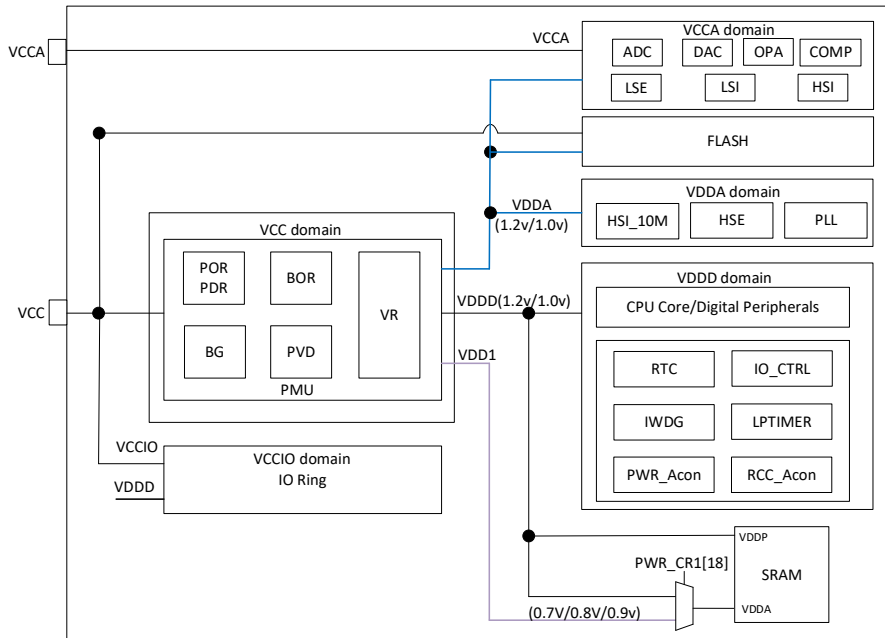 VCCA
VCCA
VCCA domain
ADC
DAC
OPA
COMP
LSE
LSI
HSI
FLASH
VDDA
(1.2v/1.0v)
VDDA domain
HSI_10M
HSE
PLL
VCC
VCC domain
POR
PDR
BOR
VR
BG
PVD
PMU
VDDD(1.2v/1.0v)
VDD1
VDDD domain
CPU Core/Digital Peripherals
RTC
IO_CTRL
IWDG
LPTIMER
PWR_Acon
RCC_Acon
VCCIO
VCCIO domain
IO Ring
VDDD
PWR_CR1[18]
(0.7V/0.8V/0.9v)
VDDP
SRAM
VDDA